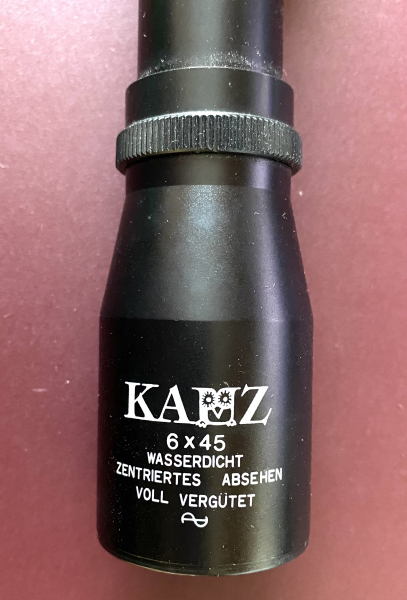 KAUZ
6 x 45
WASSERDICHT
ZENTRIERTES ABSEHEN
VOLL VERGÜTET